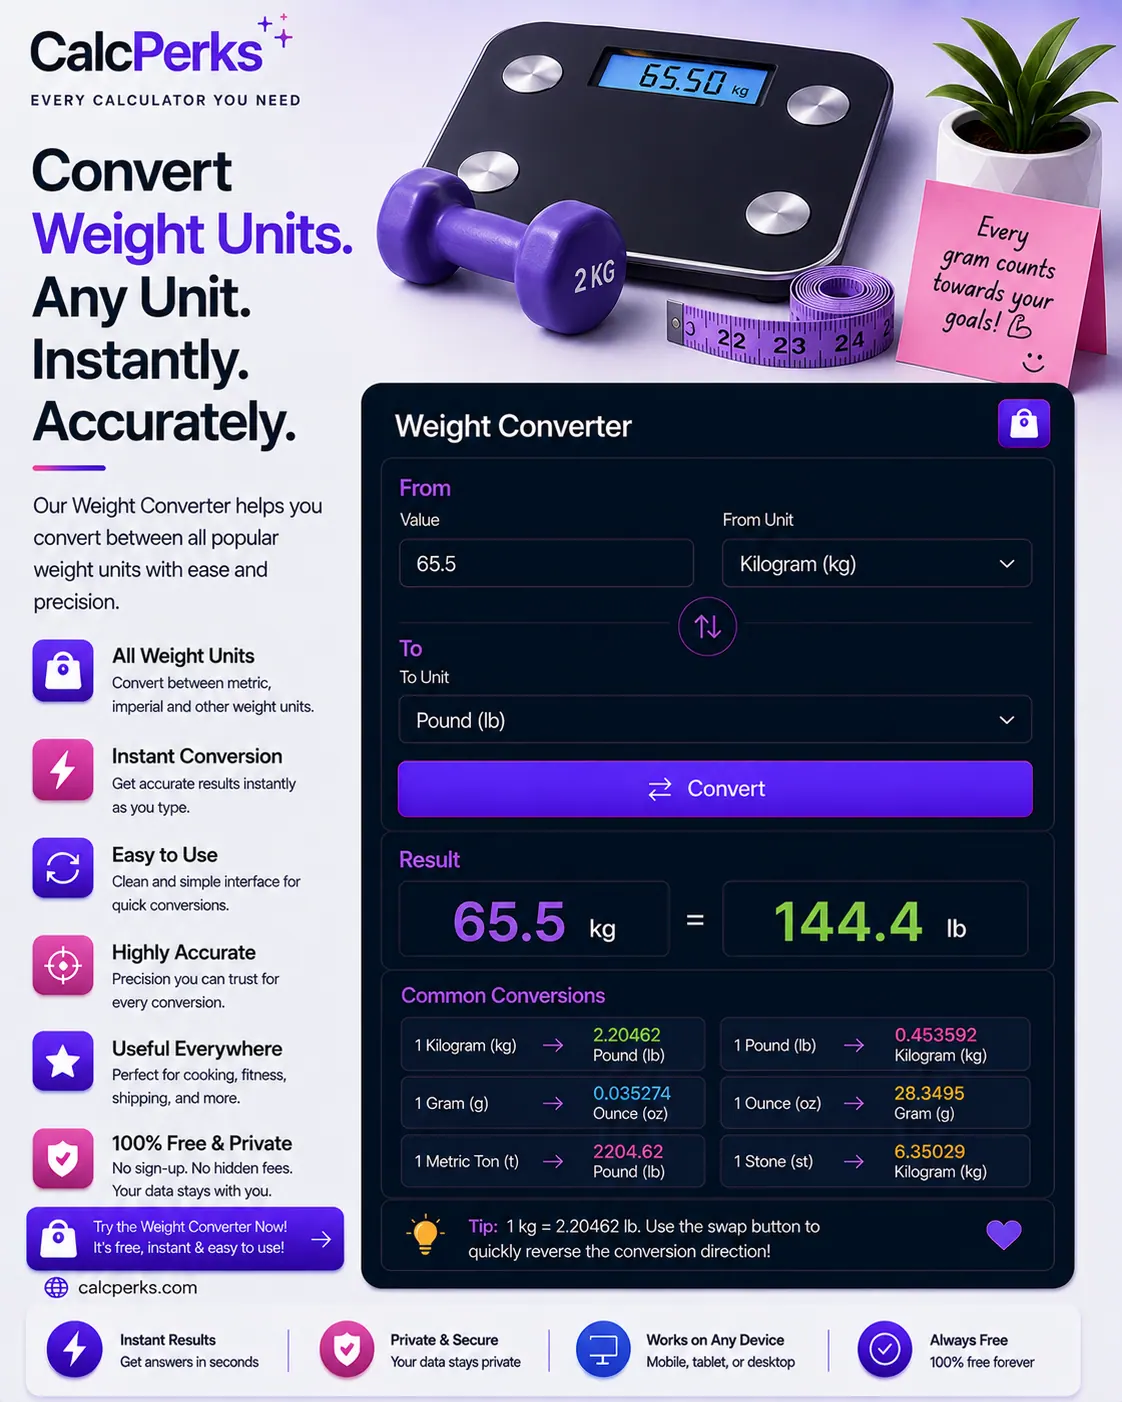 CalcPerks
EVERY CALCULATOR YOU NEED
Convert
Weight Units.
Any Unit.
Instantly.
Accurately.
Our Weight Converter helps you
convert between all popular
weight units with ease and
precision.
All Weight Units
Convert between metric,
imperial and other weight units.
Instant Conversion
Get accurate results instantly
as you type.
Easy to Use
Clean and simple interface for
quick conversions.
Highly Accurate
Precision you can trust for
every conversion.
Useful Everywhere
Perfect for cooking, fitness,
shipping, and more.
100% Free & Private
No sign-up. No hidden fees.
Your data stays with you.
Try the Weight Converter Now!
It's free, instant & easy to use!
calcperks.com
65.50 kg
2 KG
22 23 24
Every
gram counts
towards your
goals!
Weight Converter
From
Value
From Unit
65.5
Kilogram (kg)
To
To Unit
Pound (lb)
Convert
Result
65.5 kg = 144.4 lb
Common Conversions
1 Kilogram (kg) → 2.20462
Pound (lb)
1 Pound (lb) → 0.453592
Kilogram (kg)
1 Gram (g) → 0.035274
Ounce (oz)
1 Ounce (oz) → 28.3495
Gram (g)
1 Metric Ton (t) → 2204.62
Pound (lb)
1 Stone (st) → 6.35029
Kilogram (kg)
Tip: 1 kg = 2.20462 lb. Use the swap button to
quickly reverse the conversion direction!
Instant Results
Get answers in seconds
Private & Secure
Your data stays private
Works on Any Device
Mobile, tablet, or desktop
Always Free
100% free forever